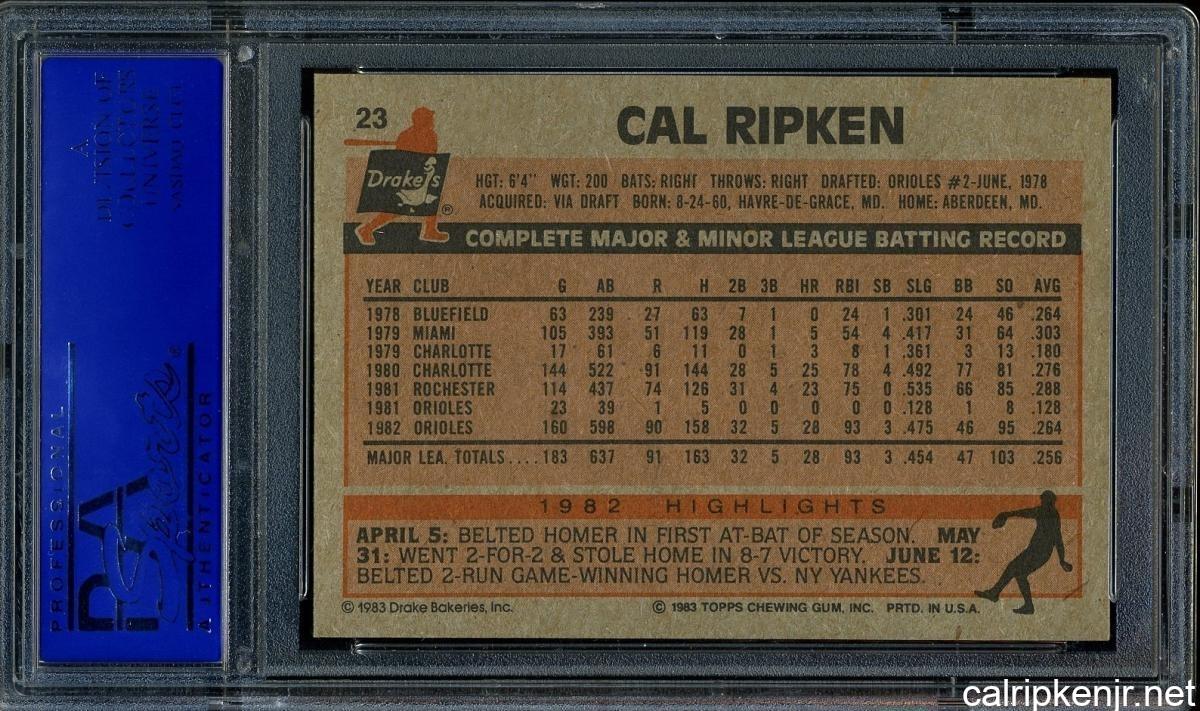 A
DIVISION OF
COLLECTORS
UNIVERSE
NASDAQ: CLCT
PROFESSIONAL
PSA
Sports®
AUTHENTICATOR
23
CAL RIPKEN
Drake's®
HGT: 6'4" WGT: 200 BATS: RIGHT THROWS: RIGHT DRAFTED: ORIOLES #2-JUNE, 1978
ACQUIRED: VIA DRAFT BORN: 8-24-60, HAVRE-DE-GRACE, MD. HOME: ABERDEEN, MD.
COMPLETE MAJOR & MINOR LEAGUE BATTING RECORD
YEAR CLUB G AB R H 2B 3B HR RBI SB SLG BB SO AVG
1978 BLUEFIELD 63 239 27 63 7 1 0 24 1 .301 24 46 .264
1979 MIAMI 105 393 51 119 28 1 5 54 4 .417 31 64 .303
1979 CHARLOTTE 17 61 6 11 0 1 3 8 1 .361 3 13 .180
1980 CHARLOTTE 144 522 91 144 28 5 25 78 4 .492 77 81 .276
1981 ROCHESTER 114 437 74 126 31 4 23 75 0 .535 66 85 .288
1981 ORIOLES 23 39 1 5 0 0 0 0 0 .128 1 8 .128
1982 ORIOLES 160 598 90 158 32 5 28 93 3 .475 46 95 .264
MAJOR LEA. TOTALS....183 637 91 163 32 5 28 93 3 .454 47 103 .256
1982 HIGHLIGHTS
APRIL 5: BELTED HOMER IN FIRST AT-BAT OF SEASON. MAY
31: WENT 2-FOR-2 & STOLE HOME IN 8-7 VICTORY. JUNE 12:
BELTED 2-RUN GAME-WINNING HOMER VS. NY YANKEES.
© 1983 Drake Bakeries, Inc. © 1983 TOPPS CHEWING GUM, INC. PRTD. IN U.S.A.
calripkenjr.net